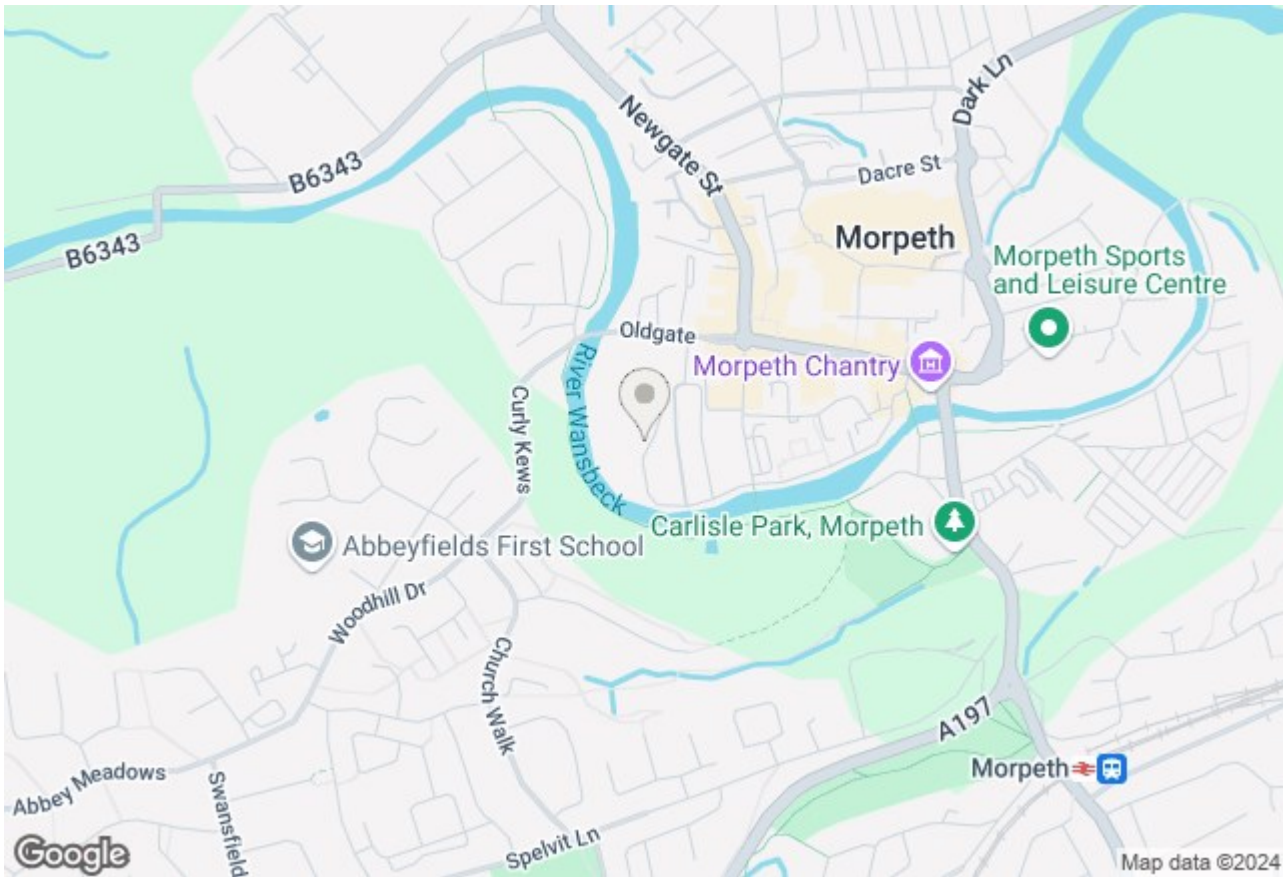 Newgate St
Dark Ln
B6343
Dacre St
B6343
Morpeth
Morpeth Sports
and Leisure Centre
Oldgate
Morpeth Chantry
River Wansbeck
Curly Kews
Carlisle Park, Morpeth
Abbeyfields First School
Woodhill Dr
Church Walk
A197
Morpeth
Abbey Meadows
Swansfield
Spelvit Ln
Google
Map data ©2024